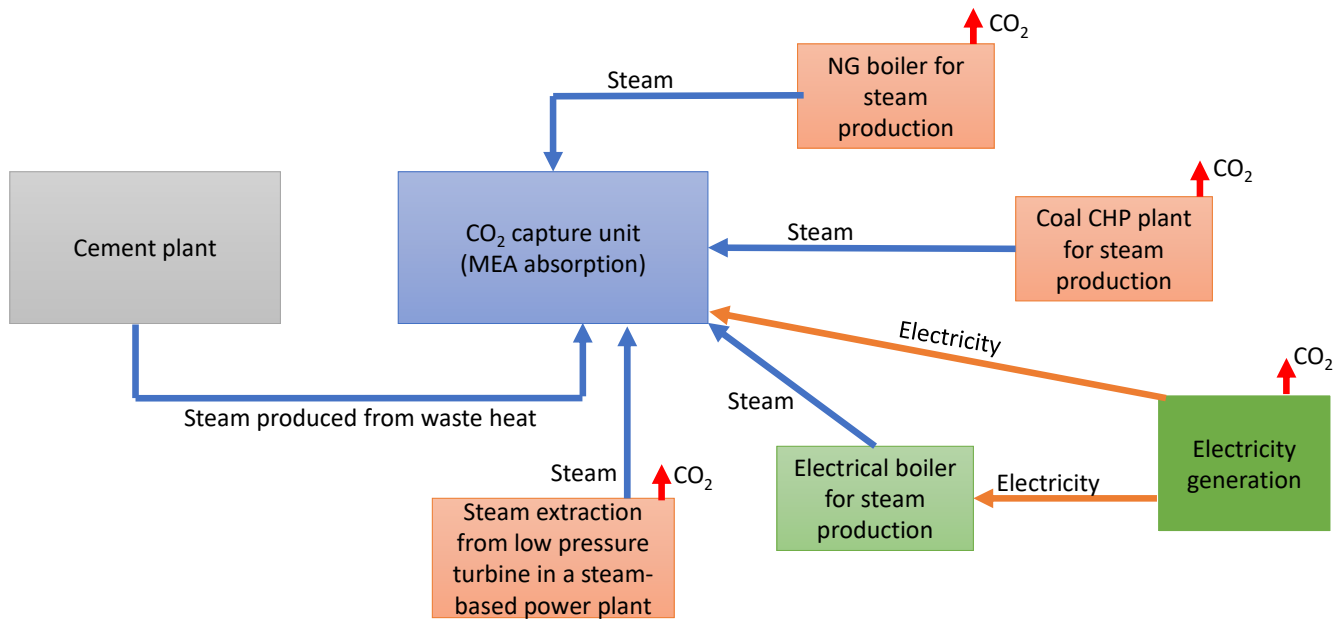 CO₂
NG boiler for
steam
production
Steam
CO₂
Coal CHP plant
for steam
production
Steam
Cement plant
CO₂ capture unit
(MEA absorption)
Electricity
CO₂
Electricity
generation
Steam
Steam produced from waste heat
Electrical boiler
for steam
production
Electricity
Steam
CO₂
Steam extraction
from low pressure
turbine in a steam-
based power plant